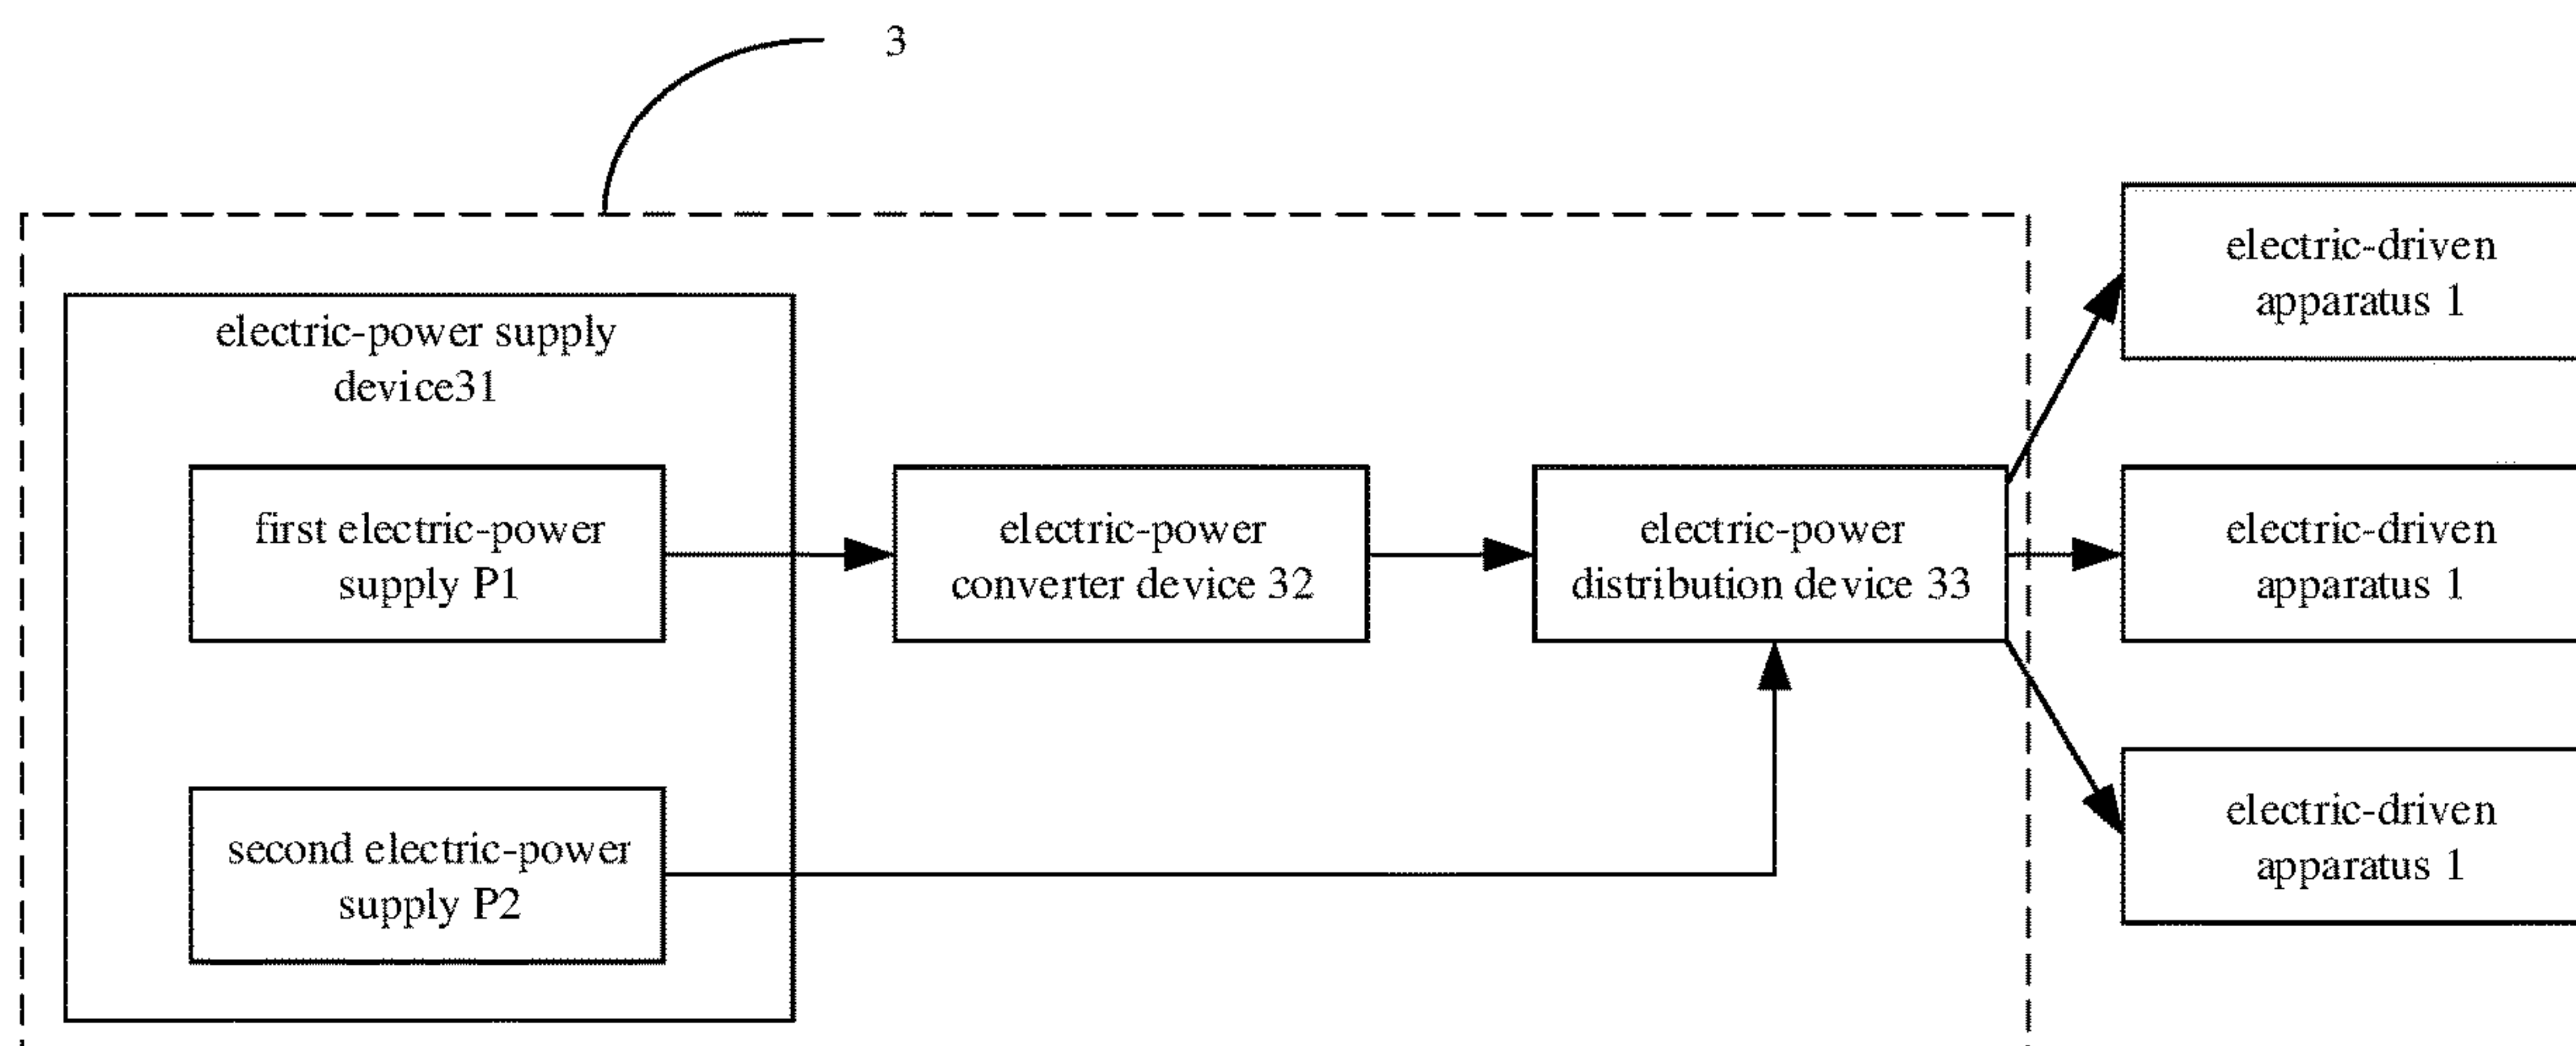 3
electric-power supply
device31
first electric-power
supply P1
second electric-power
supply P2
electric-power
converter device 32
electric-power
distribution device 33
electric-driven
apparatus 1
electric-driven
apparatus 1
electric-driven
apparatus 1